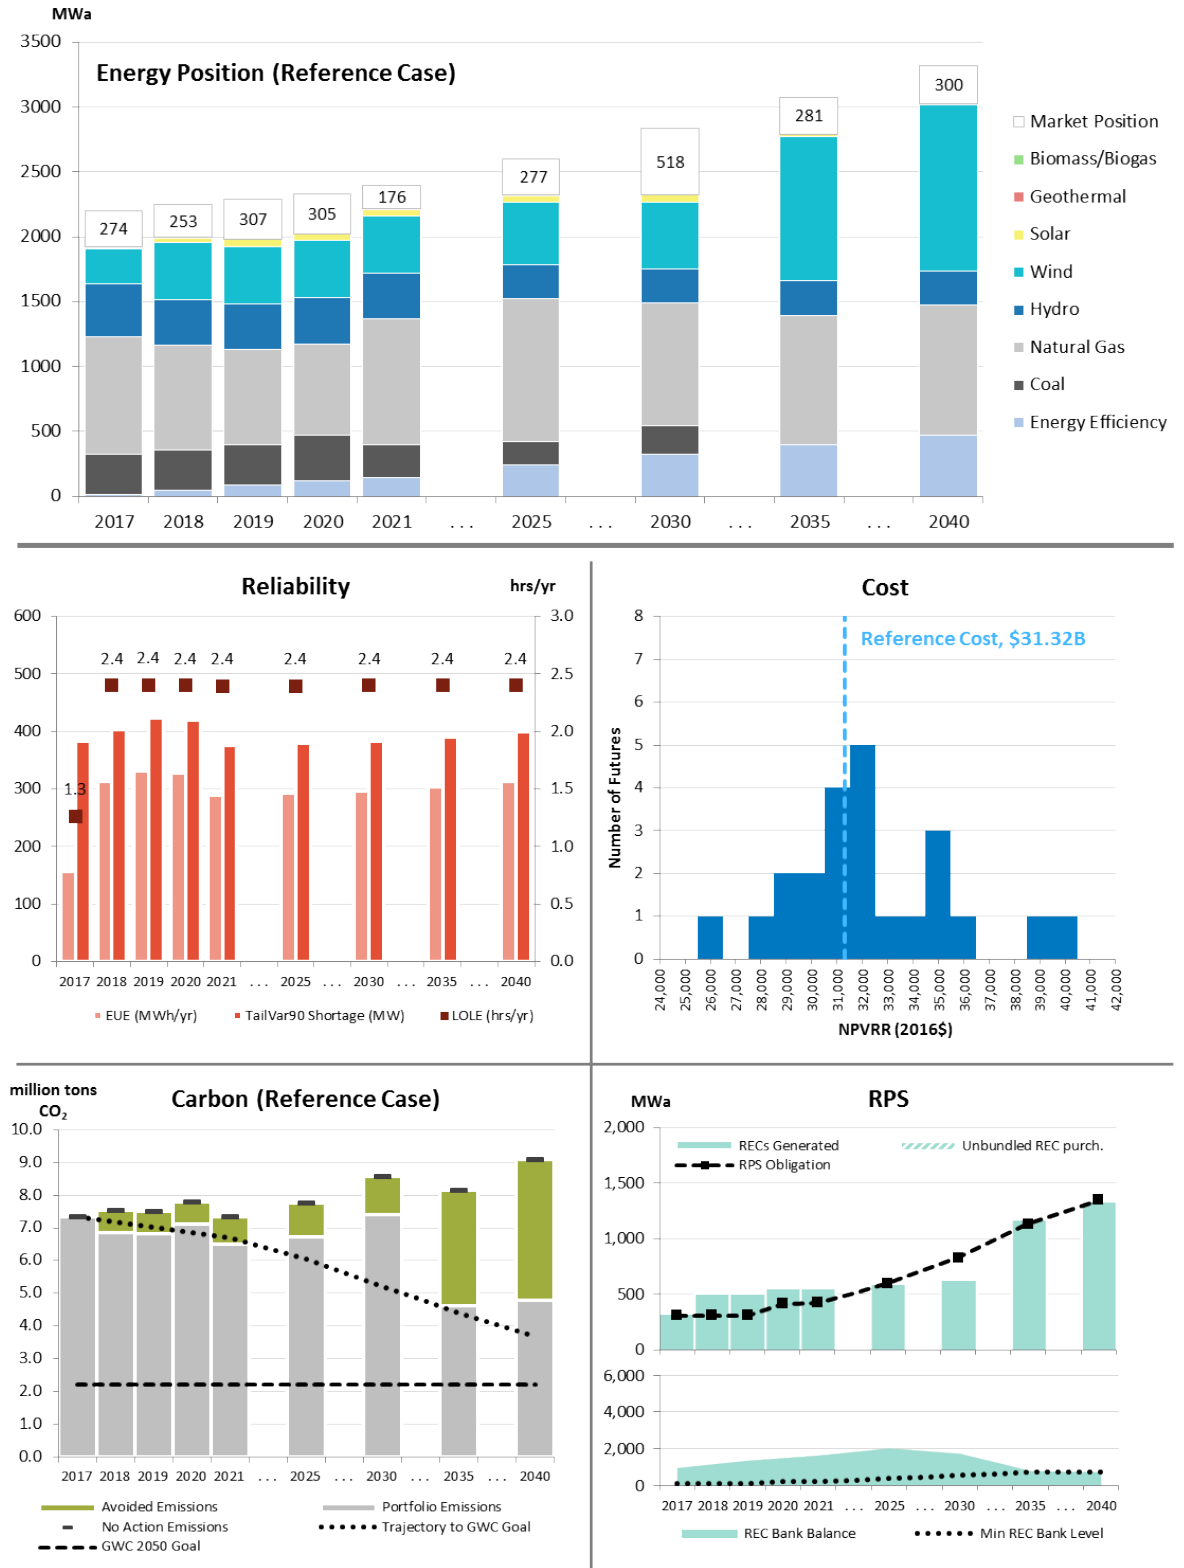 MWa
Energy Position (Reference Case)
3500
3000
2500
2000
1500
1000
500
0
274
253
307
305
176
277
518
281
300
2017 2018 2019 2020 2021 ... 2025 ... 2030 ... 2035 ... 2040
Market Position
Biomass/Biogas
Geothermal
Solar
Wind
Hydro
Natural Gas
Coal
Energy Efficiency
Reliability
hrs/yr
600
500
400
300
200
100
0
3.0
2.5
2.0
1.5
1.0
0.5
0.0
1.3
2.4 2.4 2.4 2.4 2.4 2.4 2.4 2.4
2017 2018 2019 2020 2021 ... 2025 ... 2030 ... 2035 ... 2040
EUE (MWh/yr) TailVar90 Shortage (MW) LOLE (hrs/yr)
Cost
Reference Cost, $31.32B
Number of Futures
8
7
6
5
4
3
2
1
0
24,000
25,000
26,000
27,000
28,000
29,000
30,000
31,000
32,000
33,000
34,000
35,000
36,000
37,000
38,000
39,000
40,000
41,000
42,000
NPVRR (2016$)
million tons
CO₂
Carbon (Reference Case)
10.0
9.0
8.0
7.0
6.0
5.0
4.0
3.0
2.0
1.0
0.0
2017 2018 2019 2020 2021 ... 2025 ... 2030 ... 2035 ... 2040
Avoided Emissions Portfolio Emissions
No Action Emissions Trajectory to GWC Goal
GWC 2050 Goal
MWa
RPS
2,000
1,500
1,000
500
0
RECs Generated Unbundled REC purch.
RPS Obligation
6,000
4,000
2,000
0
2017 2018 2019 2020 2021 ... 2025 ... 2030 ... 2035 ... 2040
REC Bank Balance Min REC Bank Level